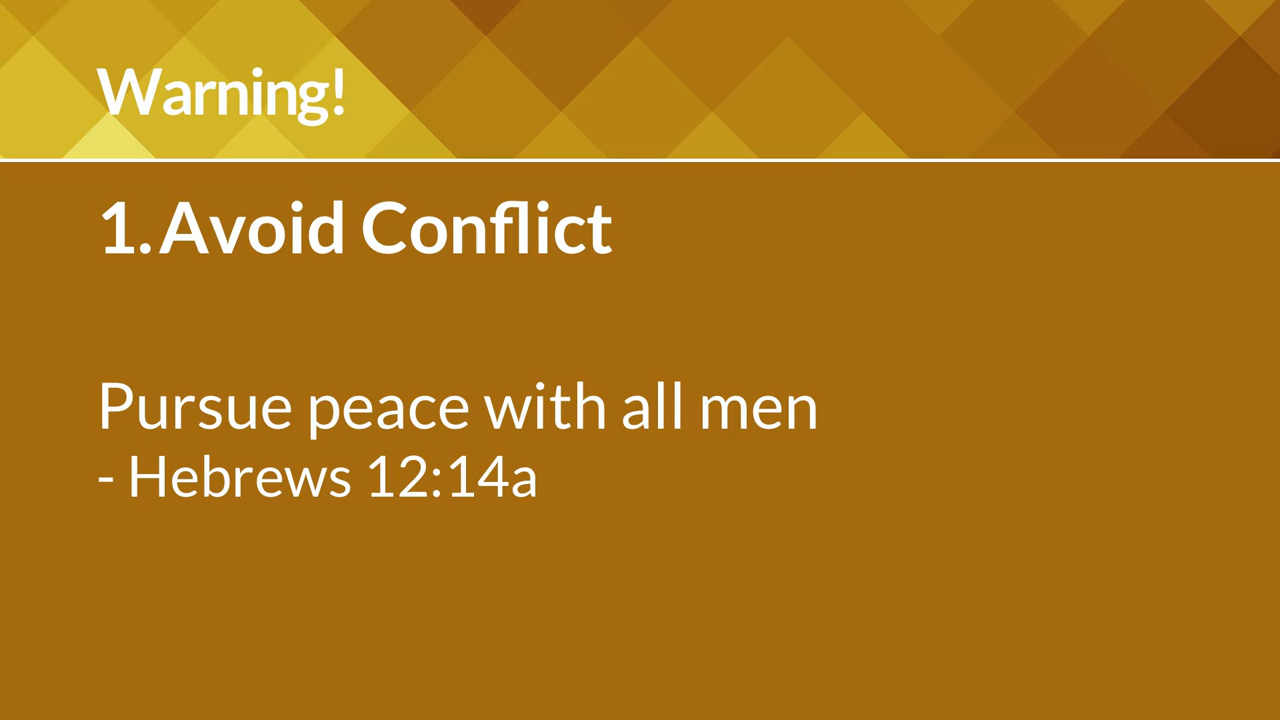 Warning!
1. Avoid Conflict
Pursue peace with all men
- Hebrews 12:14a